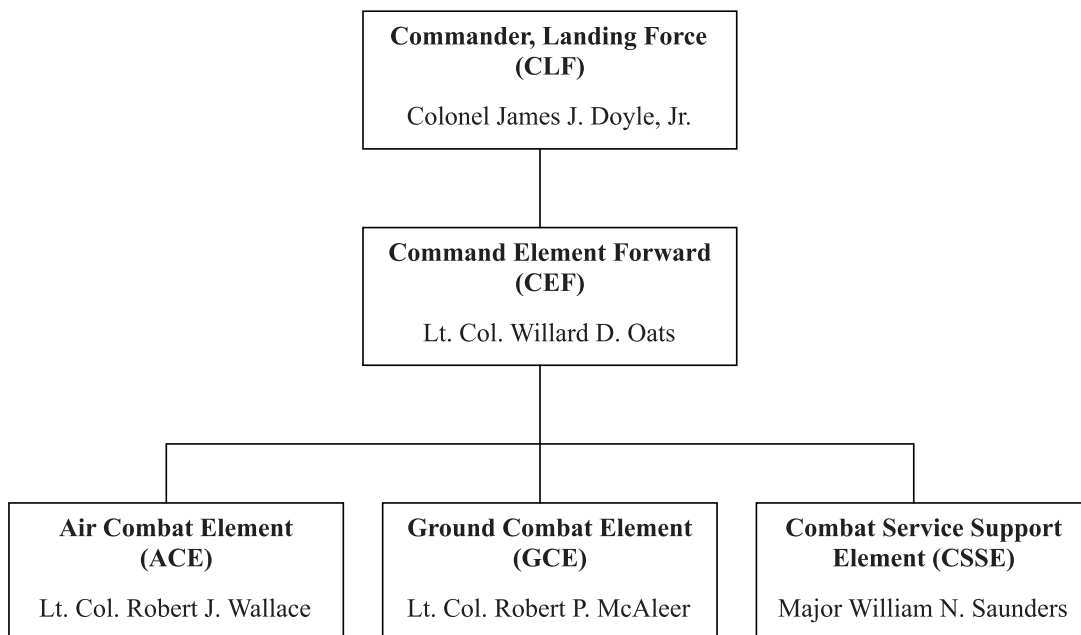 Commander, Landing Force
(CLF)
Colonel James J. Doyle, Jr.
Command Element Forward
(CEF)
Lt. Col. Willard D. Oats
Air Combat Element
(ACE)
Lt. Col. Robert J. Wallace
Ground Combat Element
(GCE)
Lt. Col. Robert P. McAleer
Combat Service Support
Element (CSSE)
Major William N. Saunders